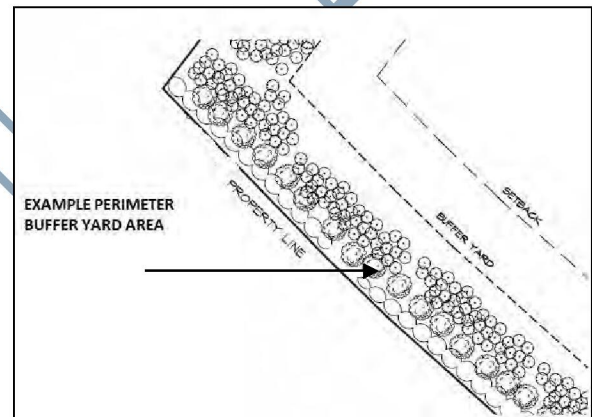 EXAMPLE PERIMETER
BUFFER YARD AREA
PROPERTY LINE
BUFFER YARD
SETBACK